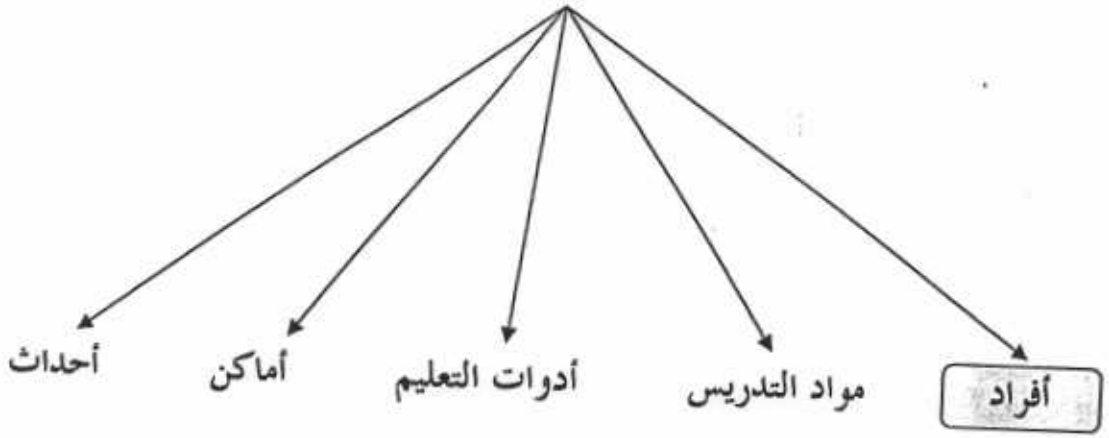 أفراد
مواد التدريس
أدوات التعليم
أماكن
أحداث